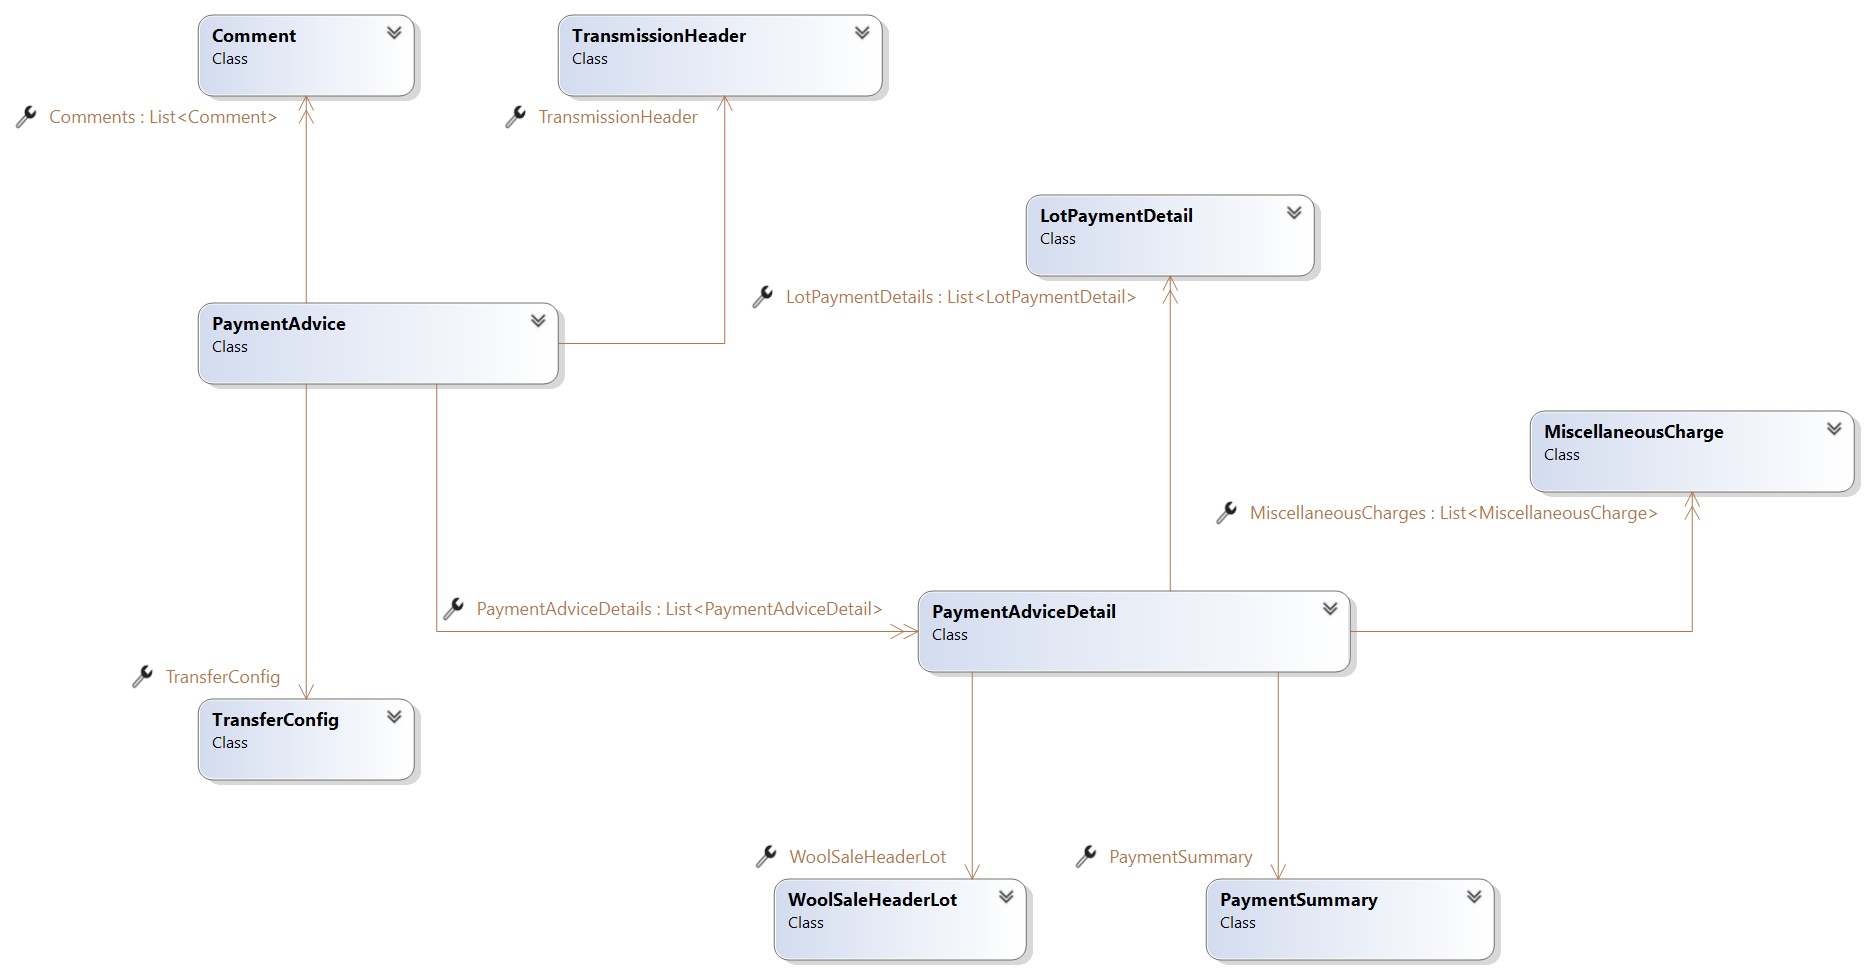 Comment
Class
TransmissionHeader
Class
Comments : List<Comment>
TransmissionHeader
LotPaymentDetail
Class
LotPaymentDetails : List<LotPaymentDetail>
PaymentAdvice
Class
MiscellaneousCharge
Class
MiscellaneousCharges : List<MiscellaneousCharge>
PaymentAdviceDetails : List<PaymentAdviceDetail>
PaymentAdviceDetail
Class
TransferConfig
TransferConfig
Class
WoolSaleHeaderLot
PaymentSummary
WoolSaleHeaderLot
Class
PaymentSummary
Class